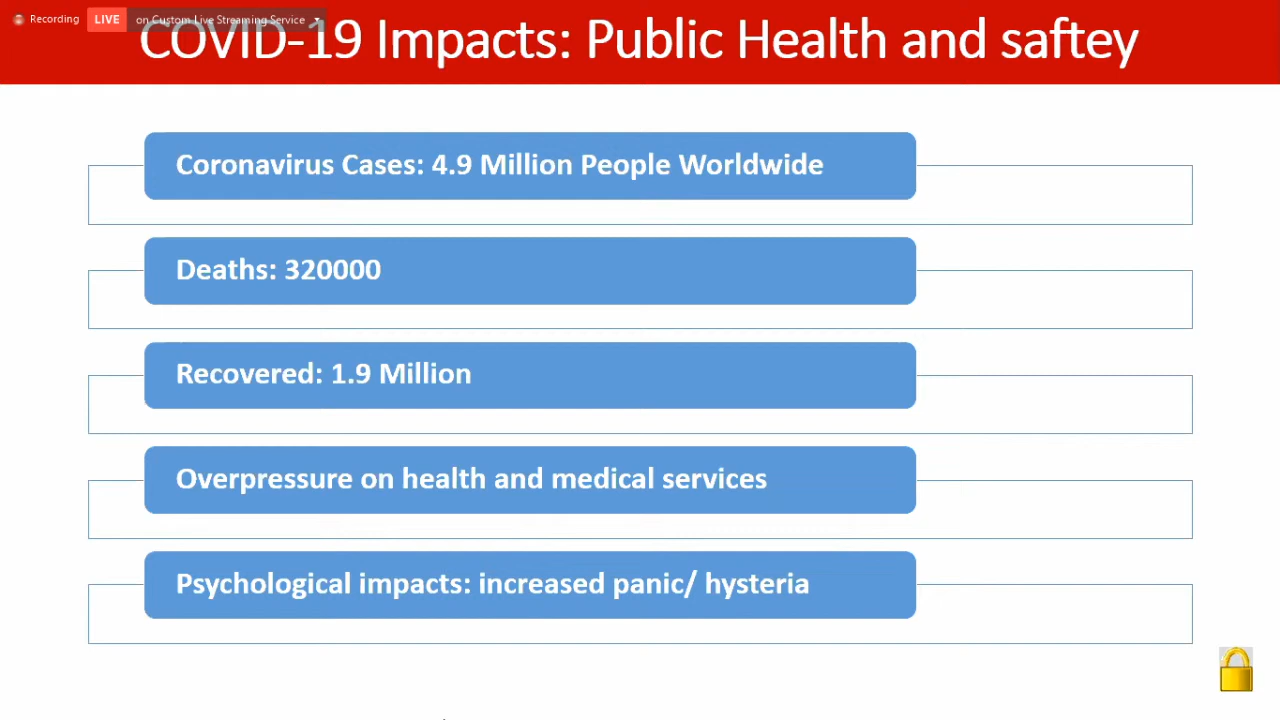 Recording LIVE on Custom Live Streaming Service
COVID-19 Impacts: Public Health and saftey
Coronavirus Cases: 4.9 Million People Worldwide
Deaths: 320000
Recovered: 1.9 Million
Overpressure on health and medical services
Psychological impacts: increased panic/ hysteria